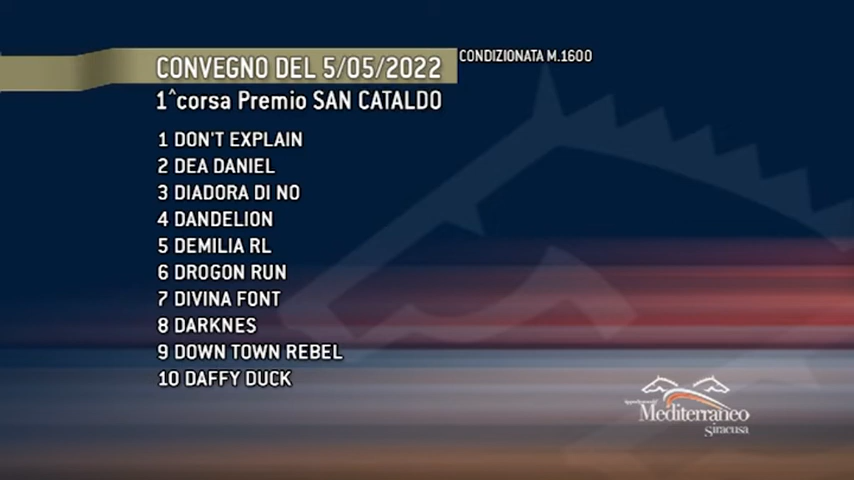 CONVEGNO DEL 5/05/2022
CONDIZIONATA M.1600
1^corsa Premio SAN CATALDO
1 DON'T EXPLAIN
2 DEA DANIEL
3 DIADORA DI NO
4 DANDELION
5 DEMILIA RL
6 DROGON RUN
7 DIVINA FONT
8 DARKNES
9 DOWN TOWN REBEL
10 DAFFY DUCK
Mediterraneo
Siracusa